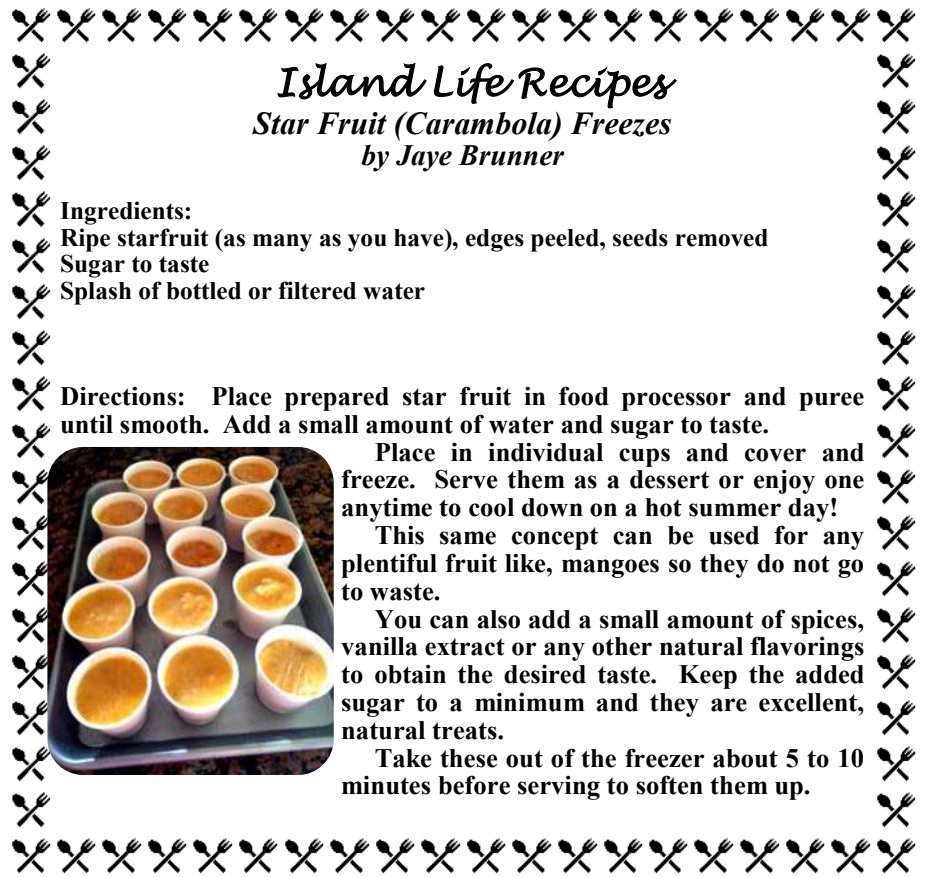 Island Life Recipes
Star Fruit (Carambola) Freezes
by Jaye Brunner
Ingredients:
Ripe starfruit (as many as you have), edges peeled, seeds removed
Sugar to taste
Splash of bottled or filtered water
Directions: Place prepared star fruit in food processor and puree
until smooth. Add a small amount of water and sugar to taste.
Place in individual cups and cover and
freeze. Serve them as a dessert or enjoy one
anytime to cool down on a hot summer day!
This same concept can be used for any
plentiful fruit like, mangoes so they do not go
to waste.
You can also add a small amount of spices,
vanilla extract or any other natural flavorings
to obtain the desired taste. Keep the added
sugar to a minimum and they are excellent,
natural treats.
Take these out of the freezer about 5 to 10
minutes before serving to soften them up.